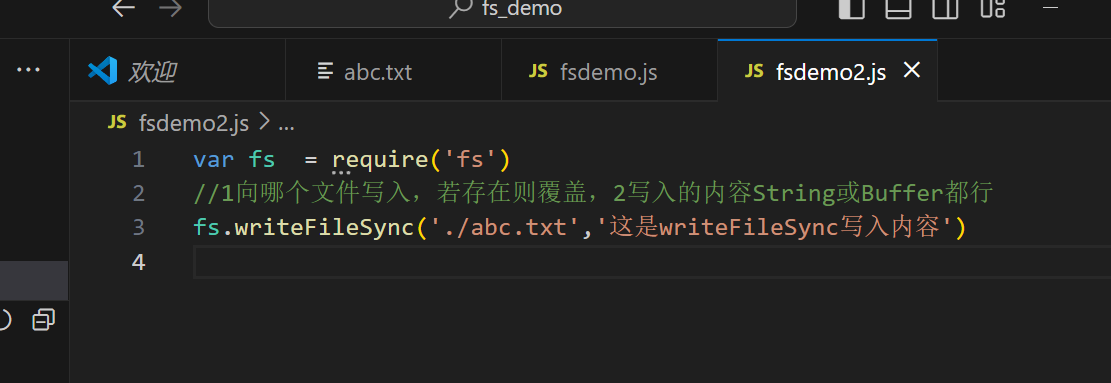 fs_demo
欢迎
abc.txt
fsdemo.js
fsdemo2.js
fsdemo2.js > ...
1 var fs  = require('fs')
2 //1向哪个文件写入，若存在则覆盖，2写入的内容String或Buffer都行
3 fs.writeFileSync('./abc.txt','这是writeFileSync写入内容')
4